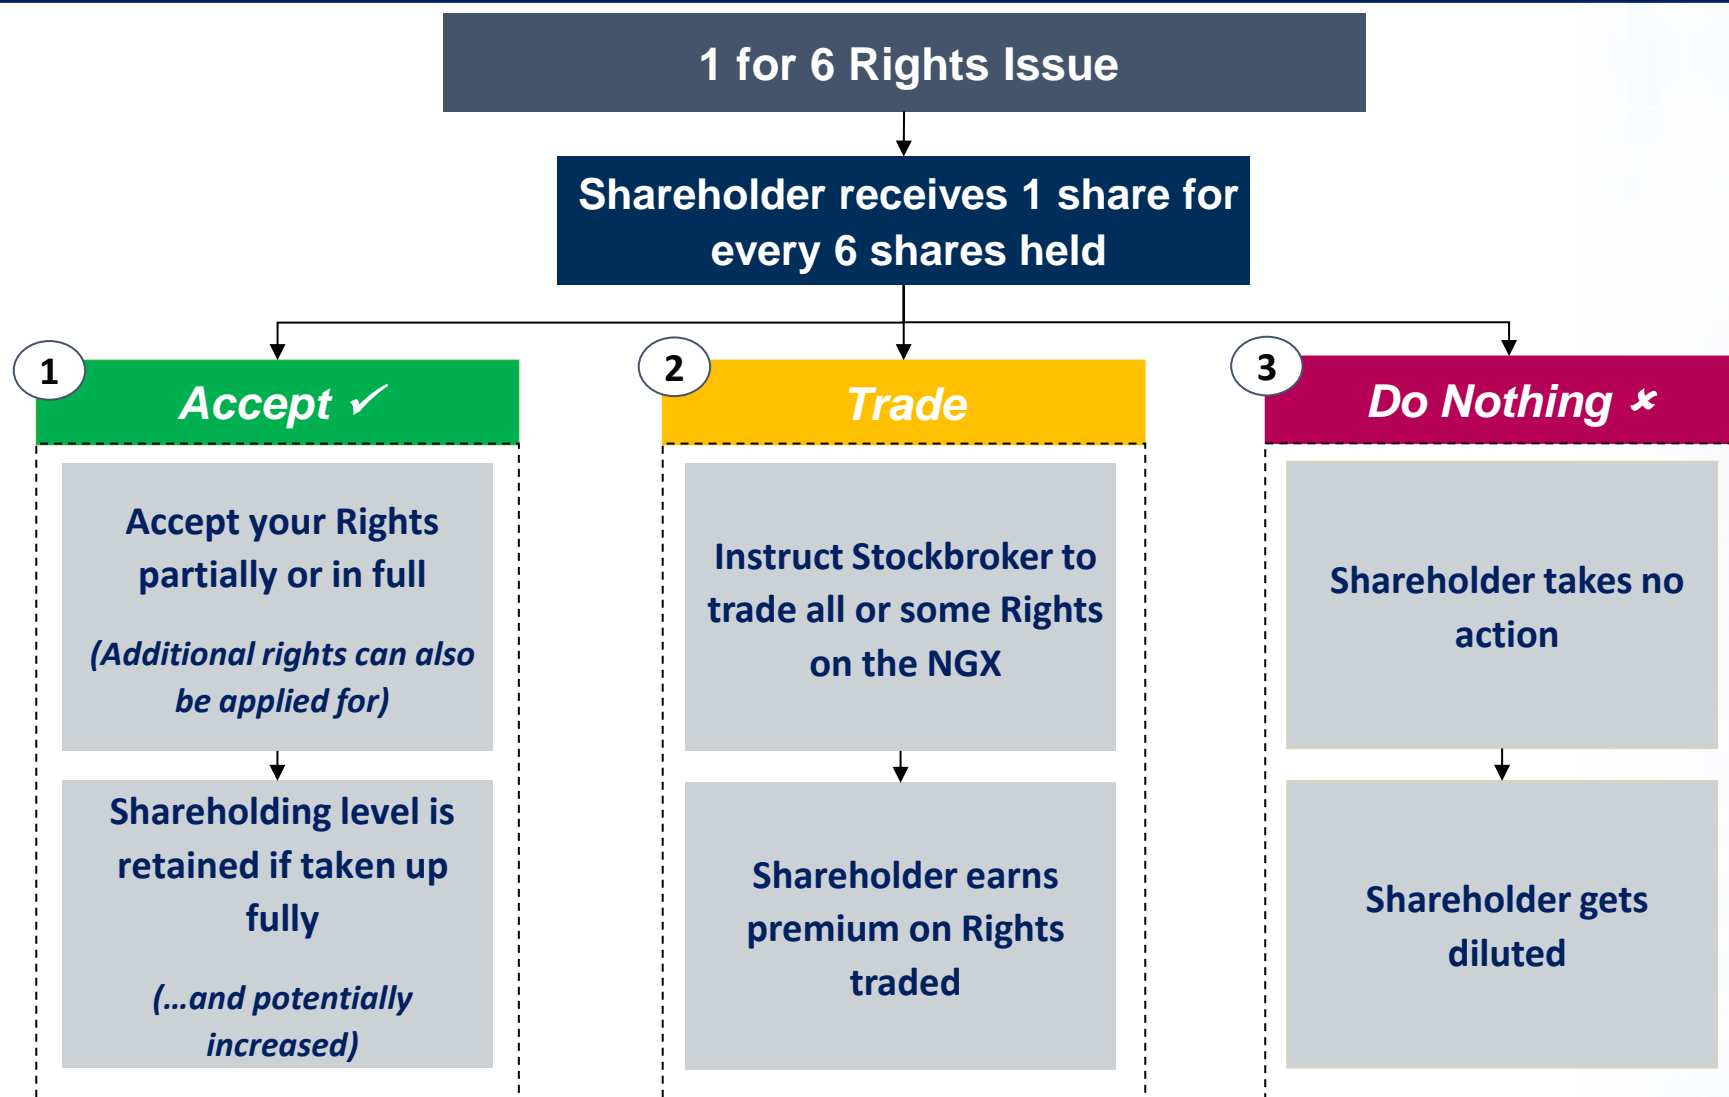 1 for 6 Rights Issue
Shareholder receives 1 share for
every 6 shares held
1
Accept ✓
Accept your Rights
partially or in full
(Additional rights can also
be applied for)
Shareholding level is
retained if taken up
fully
(…and potentially
increased)
2
Trade
Instruct Stockbroker to
trade all or some Rights
on the NGX
Shareholder earns
premium on Rights
traded
3
Do Nothing ✘
Shareholder takes no
action
Shareholder gets
diluted